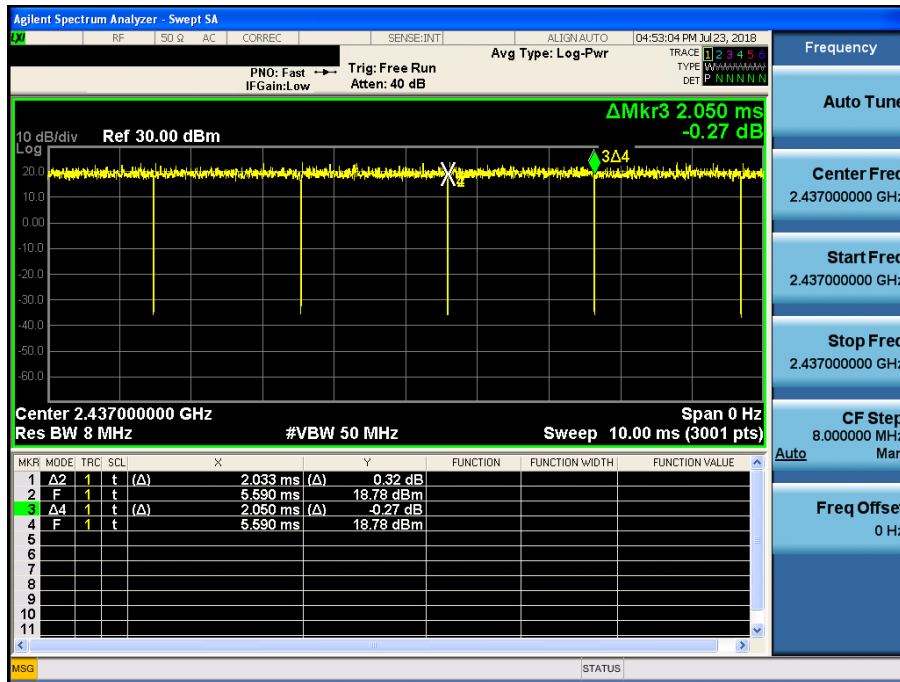 Agilent Spectrum Analyzer - Swept SA
LXI RF 50 Ω AC CORREC SENSE:INT ALIGN AUTO 04:53:04 PM Jul 23, 2018
PNO: Fast
IFGain:Low
Trig: Free Run
Atten: 40 dB
Avg Type: Log-Pwr
TRACE 1 2 3 4 5 6
TYPE WWWWWW
DET P N N N N N
ΔMkr3 2.050 ms
-0.27 dB
10 dB/div Ref 30.00 dBm
Log
3Δ4
20.0
10.0
0.00
-10.0
-20.0
-30.0
-40.0
-50.0
-60.0
Center 2.437000000 GHz Span 0 Hz
Res BW 8 MHz #VBW 50 MHz Sweep 10.00 ms (3001 pts)
MKR MODE TRC SCL X Y FUNCTION FUNCTION WIDTH FUNCTION VALUE
1 Δ2 1 t (Δ) 2.033 ms (Δ) 0.32 dB
2 F 1 t 5.590 ms 18.78 dBm
3 Δ4 1 t (Δ) 2.050 ms (Δ) -0.27 dB
4 F 1 t 5.590 ms 18.78 dBm
5
6
7
8
9
10
11
MSG STATUS
Frequency
Auto Tune
Center Freq
2.437000000 GHz
Start Freq
2.437000000 GHz
Stop Freq
2.437000000 GHz
CF Step
8.000000 MHz
Auto Man
Freq Offset
0 Hz